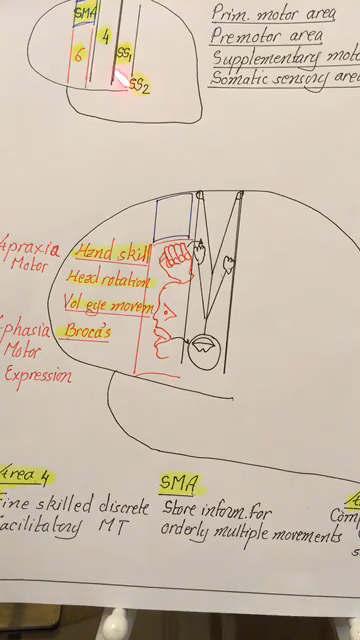 SMA
4
6
SS1
SS2
Prim. motor area
Premotor area
Supplementary moto
Somatic sensing area
Apraxia
Motor
Hand skill
Head rotation
Vol eye movem
Broca's
Aphasia
Motor
Expression
Area 4
Fine skilled discrete
Facilitatory MT
SMA
Store inform. for
orderly multiple movements
Com